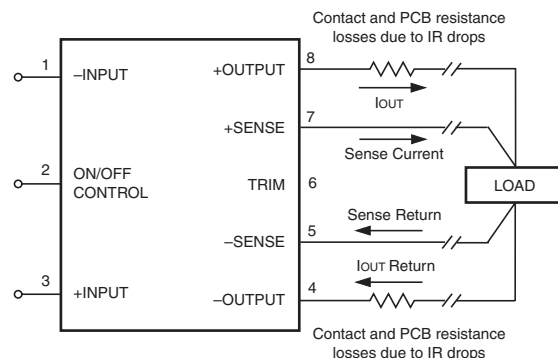 Contact and PCB resistance
losses due to IR drops
1
–INPUT
+OUTPUT
8
IOUT
+SENSE
7
Sense Current
2
ON/OFF
CONTROL
TRIM
6
LOAD
Sense Return
–SENSE
5
IOUT Return
3
+INPUT
–OUTPUT
4
Contact and PCB resistance
losses due to IR drops